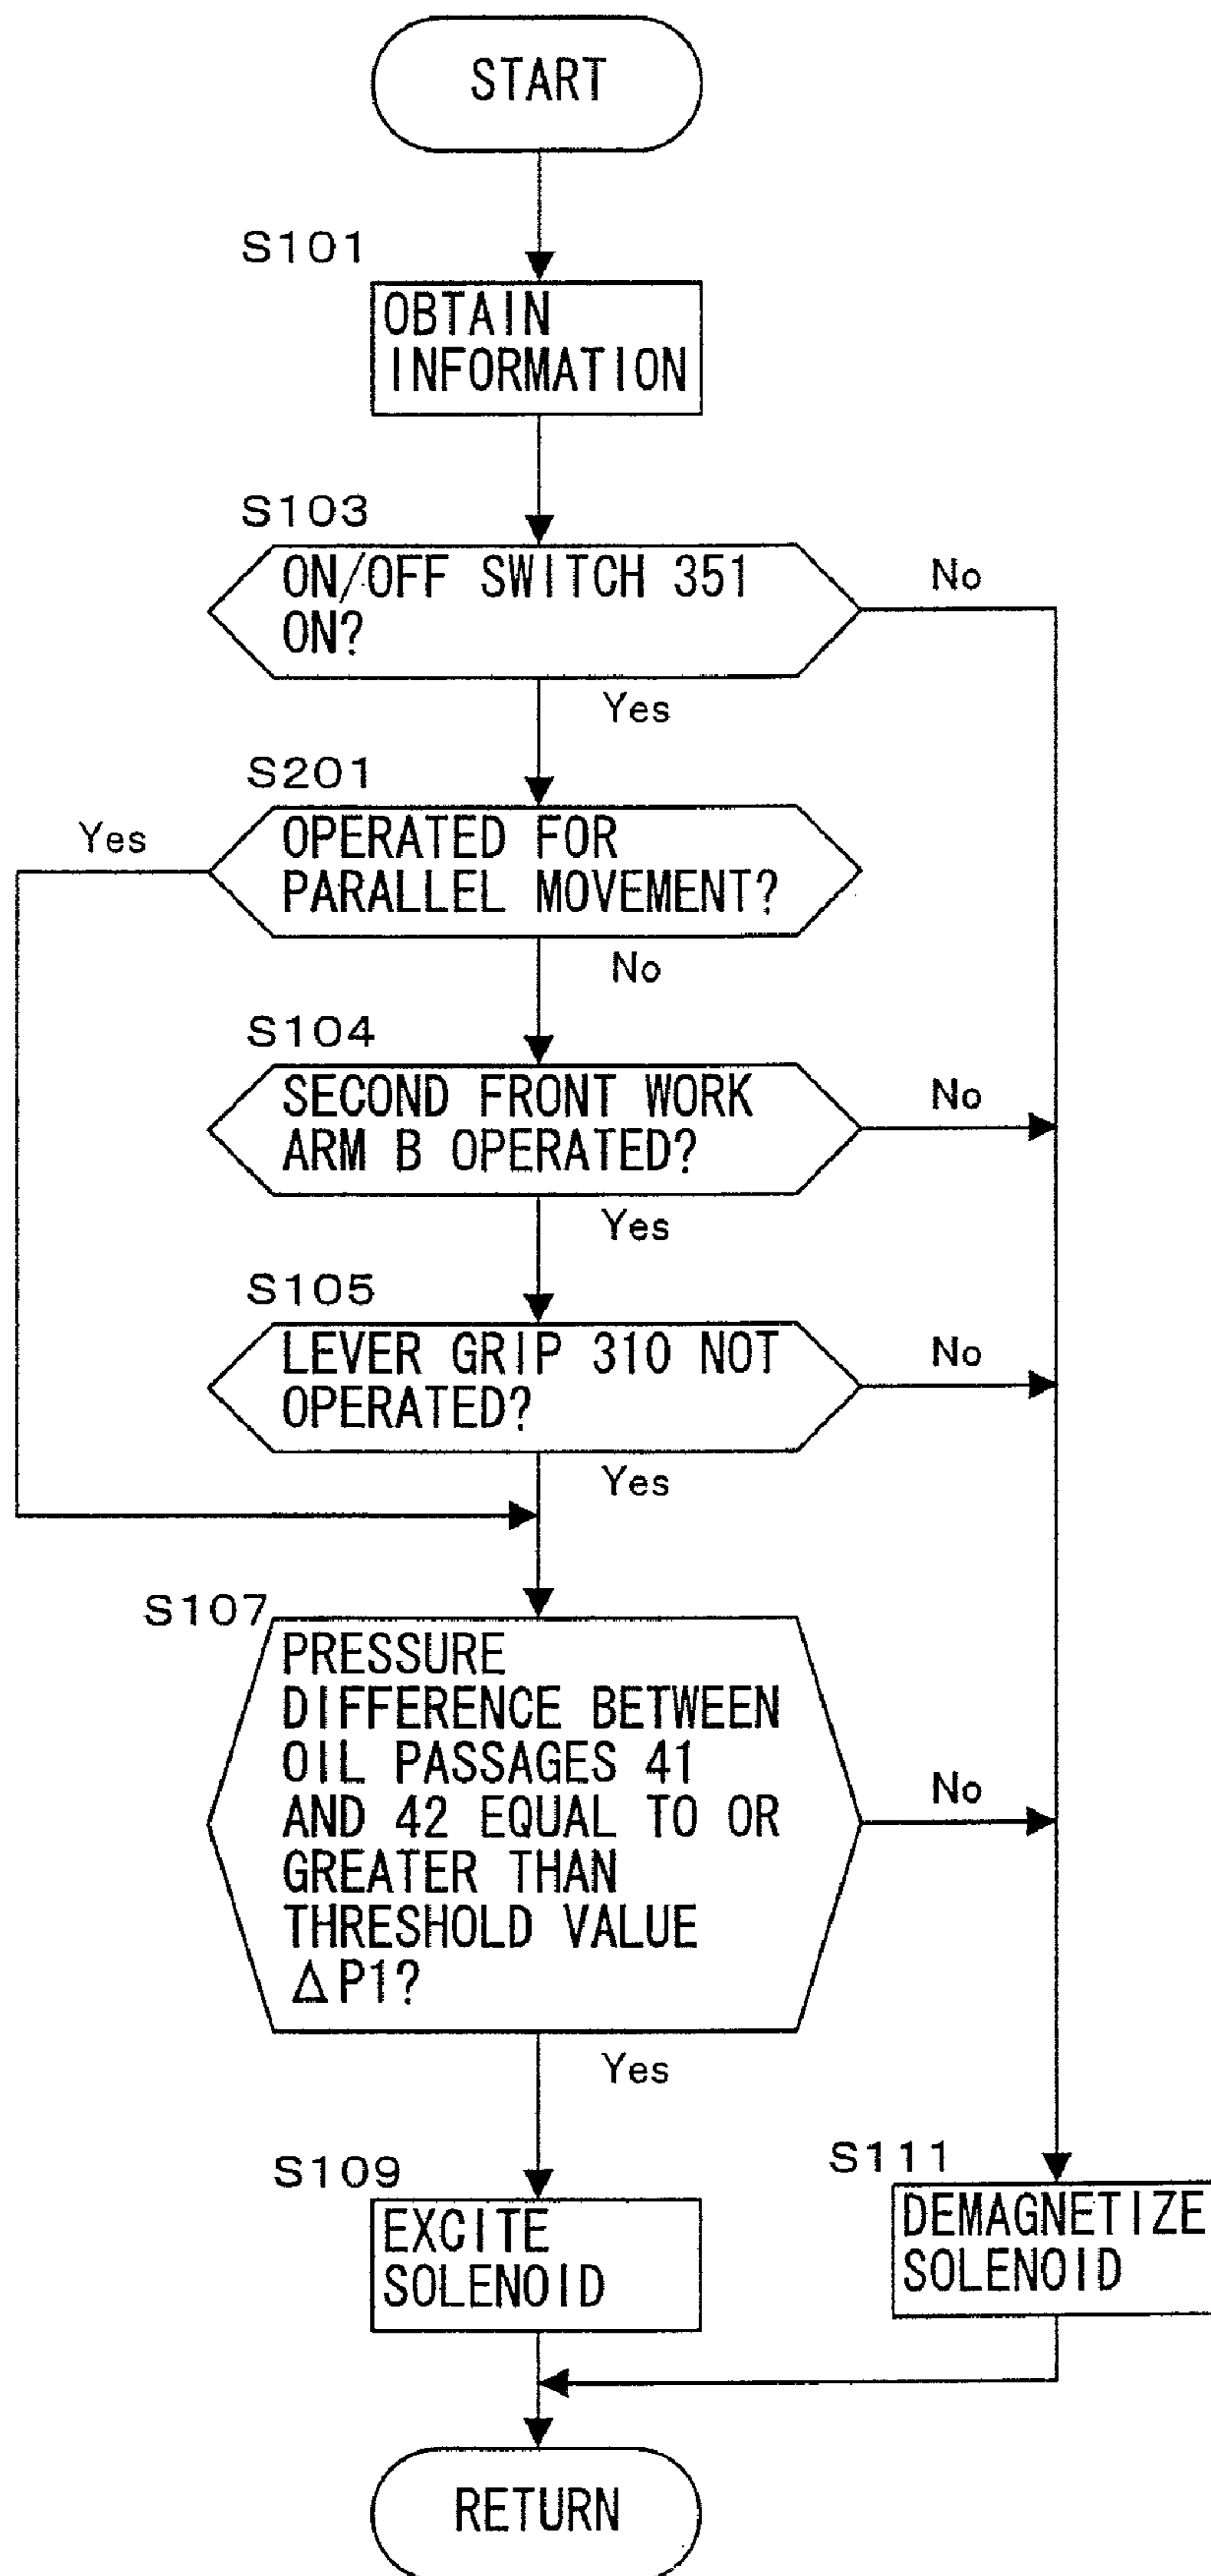 START
S101
OBTAIN
INFORMATION
S103
ON/OFF SWITCH 351
ON?
No
Yes
S201
OPERATED FOR
PARALLEL MOVEMENT?
Yes
No
S104
SECOND FRONT WORK
ARM B OPERATED?
No
Yes
S105
LEVER GRIP 310 NOT
OPERATED?
No
Yes
S107
PRESSURE
DIFFERENCE BETWEEN
OIL PASSAGES 41
AND 42 EQUAL TO OR
GREATER THAN
THRESHOLD VALUE
ΔP1?
No
Yes
S109
EXCITE
SOLENOID
S111
DEMAGNETIZE
SOLENOID
RETURN